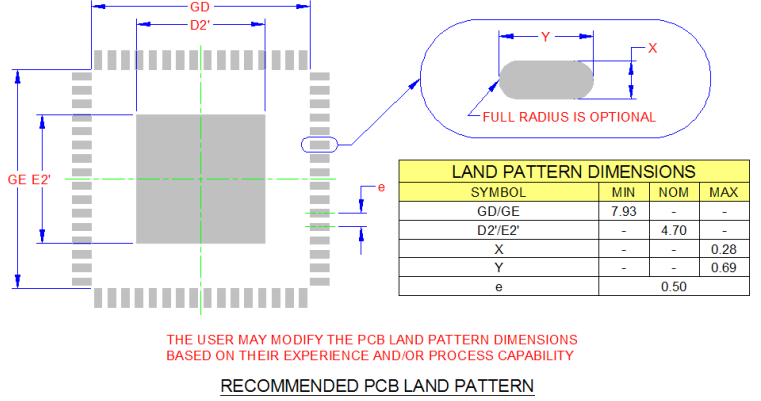 GD
D2'
Y
X
FULL RADIUS IS OPTIONAL
GE E2'
e
LAND PATTERN DIMENSIONS
SYMBOL MIN NOM MAX
GD/GE 7.93 - -
D2'/E2' - 4.70 -
X - - 0.28
Y - - 0.69
e 0.50
THE USER MAY MODIFY THE PCB LAND PATTERN DIMENSIONS
BASED ON THEIR EXPERIENCE AND/OR PROCESS CAPABILITY
RECOMMENDED PCB LAND PATTERN